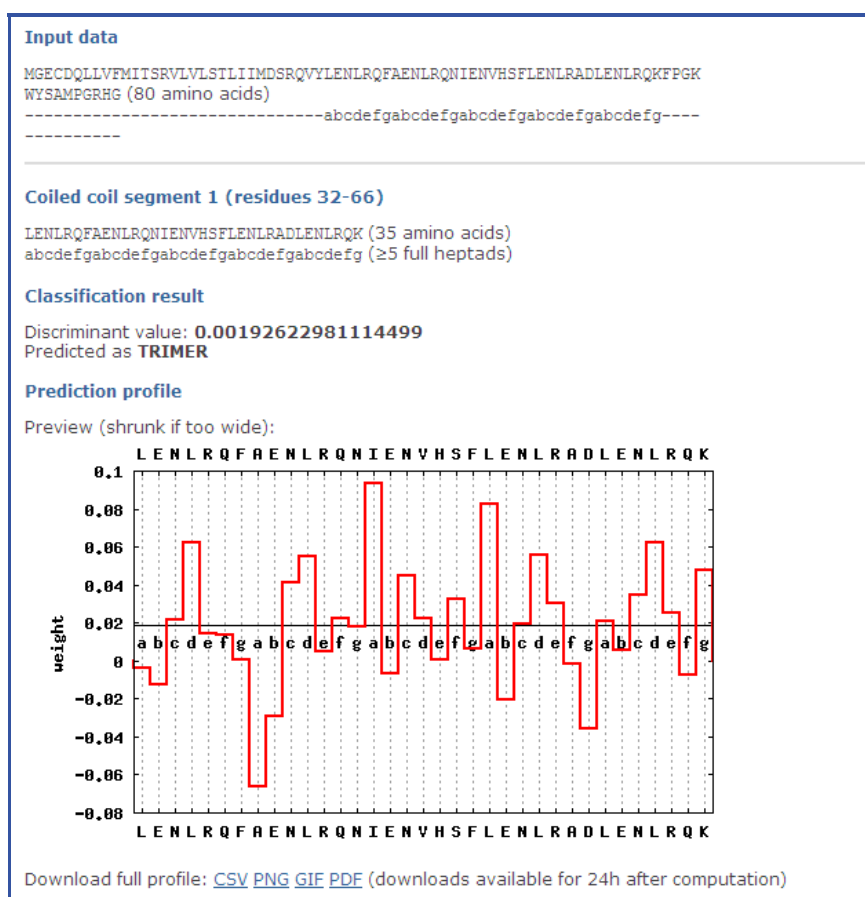 Input data
MGECDQLLVFMITSRVLVLSTLIIMDSRQVYLENLRQFAENLRQNIENVHSFLENLRADLENLRQKFPGK
WYSAMPGRHG (80 amino acids)
-------------------------------abcdefgabcdefgabcdefgabcdefgabcdefg----
----------
Coiled coil segment 1 (residues 32-66)
LENLRQFAENLRQNIENVHSFLENLRADLENLRQK (35 amino acids)
abcdefgabcdefgabcdefgabcdefgabcdefg (≥5 full heptads)
Classification result
Discriminant value: 0.00192622981114499
Predicted as TRIMER
Prediction profile
Preview (shrunk if too wide):
L E N L R Q F A E N L R Q N I E N V H S F L E N L R A D L E N L R Q K
0.1
0.08
0.06
0.04
0.02
a b c d e f g a b c d e f g a b c d e f g a b c d e f g a b c d e f g
0
-0.02
-0.04
-0.06
-0.08
weight
L E N L R Q F A E N L R Q N I E N V H S F L E N L R A D L E N L R Q K
Download full profile: CSV PNG GIF PDF (downloads available for 24h after computation)